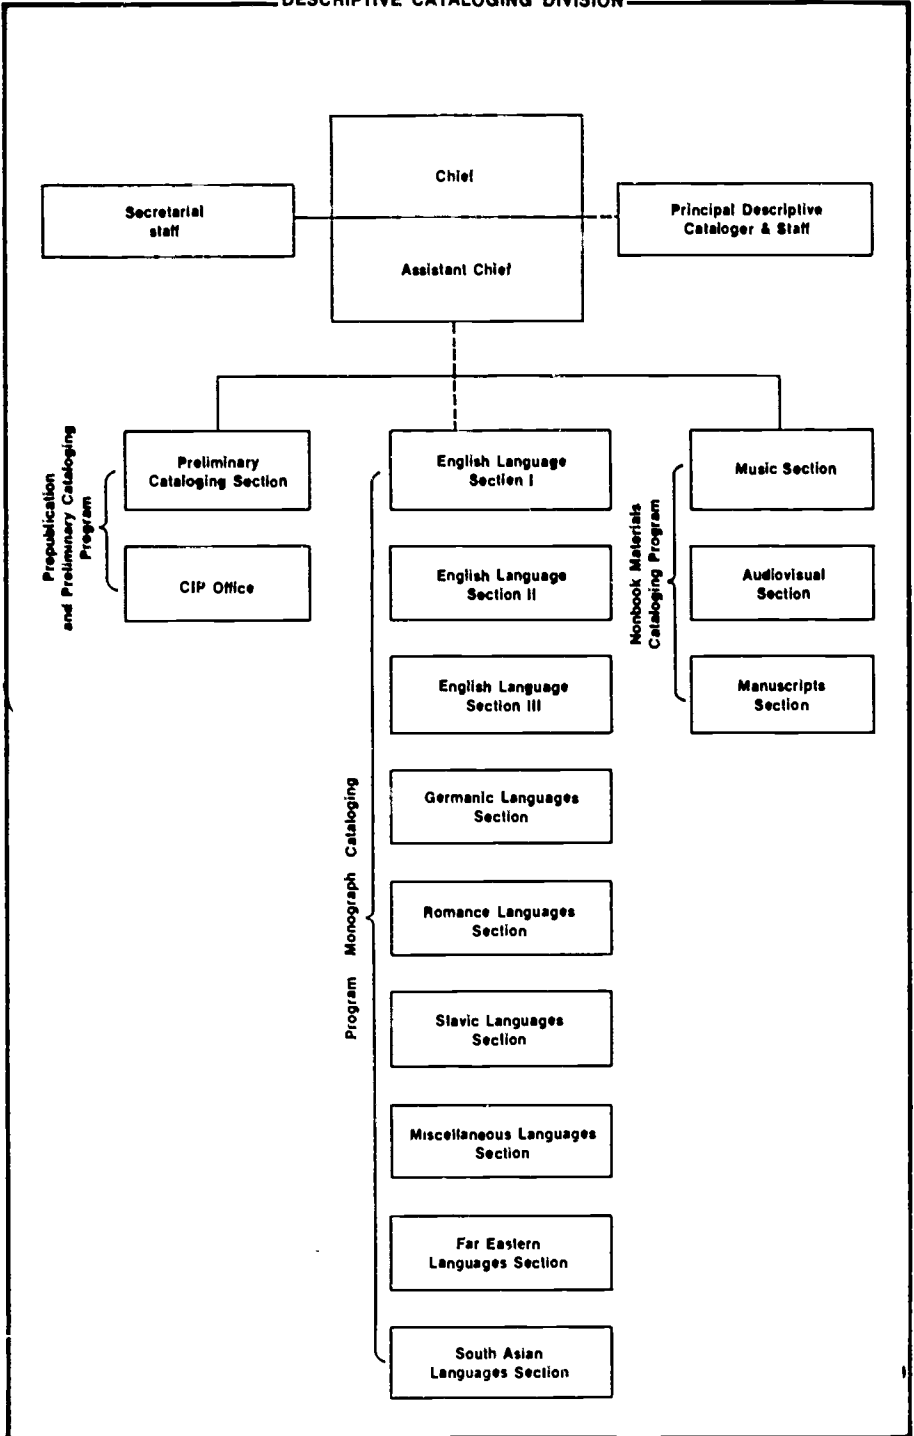 DESCRIPTIVE CATALOGING DIVISION
Chief
Assistant Chief
Secretarial
staff
Principal Descriptive
Cataloger & Staff
Prepublication
and Preliminary Cataloging
Program
Preliminary
Cataloging Section
CIP Office
Program Monograph Cataloging
English Language
Section I
English Language
Section II
English Language
Section III
Germanic Languages
Section
Romance Languages
Section
Slavic Languages
Section
Miscellaneous Languages
Section
Far Eastern
Languages Section
South Asian
Languages Section
Nonbook Materials
Cataloging Program
Music Section
Audiovisual
Section
Manuscripts
Section